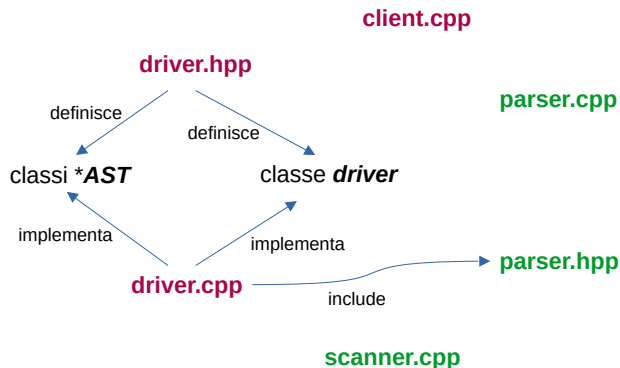 client.cpp
driver.hpp
parser.cpp
definisce
definisce
classi *AST
classe driver
implementa
implementa
parser.hpp
driver.cpp
include
scanner.cpp